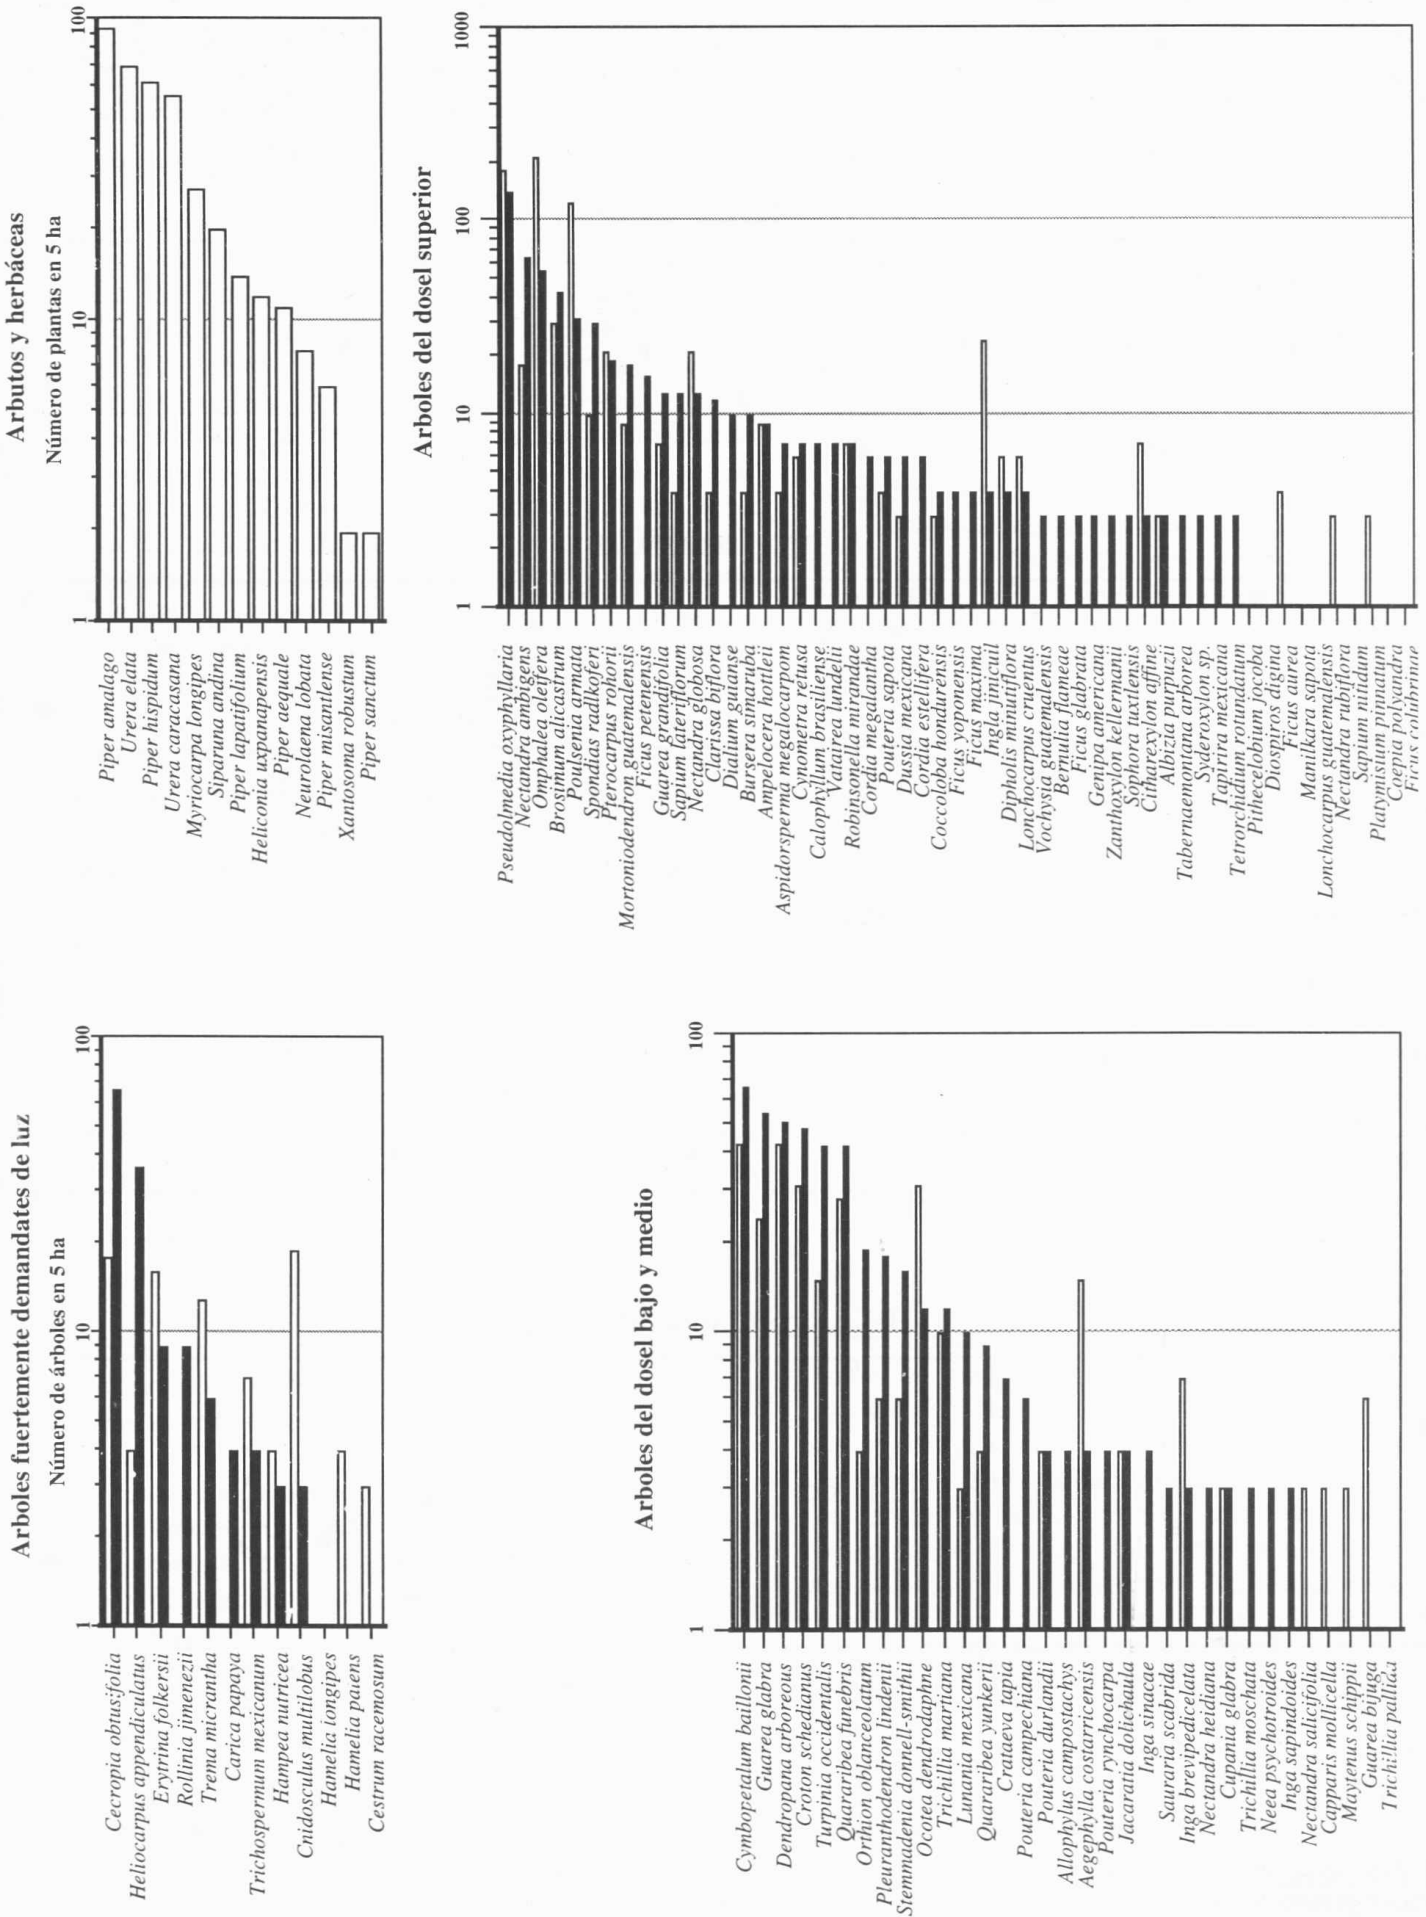 Arbutos y herbáceas
Número de plantas en 5 ha
100
10
1
Piper amalago
Urera elata
Piper hispidum
Urera caracasana
Myriocarpa longipes
Siparuna andina
Piper lapatifolium
Heliconia uxpanapensis
Piper aequale
Neurolaena lobata
Piper misantlense
Xantosoma robustum
Piper sanctum
Arboles del dosel superior
1000
100
10
1
Pseudolmedia oxyphyllaria
Nectandra ambigens
Omphalea oleifera
Brosimum alicastrum
Poulsenia armata
Spondias radlkoferi
Pterocarpus rohorii
Mortoniodendron guatemalensis
Ficus petenensis
Guarea grandifolia
Sapium lateriflorum
Nectandra globosa
Clarissa biflora
Dialium guianse
Bursera simaruba
Ampelocera hottleii
Aspidorsperma megalocarpom
Cynometra retusa
Calophyllum brasiliense
Vatairea lundelii
Robinsonella mirandae
Cordia megalantha
Pouteria sapota
Dussia mexicana
Cordia estellifera
Coccoloba hondurensis
Ficus yoponensis
Ficus maxima
Ingla jinicuil
Dipholis minutiflora
Lonchocarpus cruentus
Vochysia guatemalensis
Bernulia flameae
Ficus glabrata
Genipa americana
Zanthoxylon kellermanii
Sophora tuxtlensis
Citharexylon affine
Albizia purpuzii
Tabernaemontana arborea
Syderoxylon sp.
Tapirira mexicana
Tetrorchidium rotundatum
Pithecelobium jocoba
Diospiros digina
Ficus aurea
Manilkara sapota
Lonchocarpus guatemalensis
Nectandra rubiflora
Sapium nitidum
Platymisium pinnatum
Coepia polyandra
Ficus colubrinae
Arboles fuertemente demandates de luz
Número de árboles en 5 ha
100
10
1
Cecropia obtusifolia
Heliocarpus appendiculatus
Erytrina folkersii
Rollinia jimenezii
Trema micrantha
Carica papaya
Trichospermum mexicanum
Hampea nutricea
Cnidosculus multilobus
Hamelia longipes
Hamelia paens
Cestrum racemosum
Arboles del dosel bajo y medio
100
10
1
Cymbopetalum baillonii
Guarea glabra
Dendropana arboreous
Croton schedianus
Turpinia occidentalis
Quararibea funebris
Orthion oblanceolatum
Pleuranthodendron lindenii
Stemmadenia donnell-smithii
Ocotea dendrodaphne
Trichillia martiana
Lunania mexicana
Quararibea yunkerii
Crataeva tapia
Pouteria campechiana
Pouteria durlandii
Allophylus campostachys
Aegephylla costarricensis
Pouteria rynchocarpa
Jacaratia dolichaula
Inga sinacae
Sauraria scabrida
Inga brevipedicelata
Nectandra heidiana
Cupania glabra
Trichillia moschata
Neea psychotroides
Inga sapindoides
Nectandra salicifolia
Capparis mollicella
Maytenus schippii
Guarea bijuga
Trichillia pallida